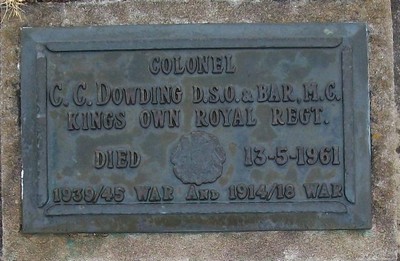 COLONEL
C. C. DOWDING D.S.O. & BAR, M.C.
KINGS OWN ROYAL REGT.
DIED 13-5-1961
1939/45 WAR AND 1914/18 WAR